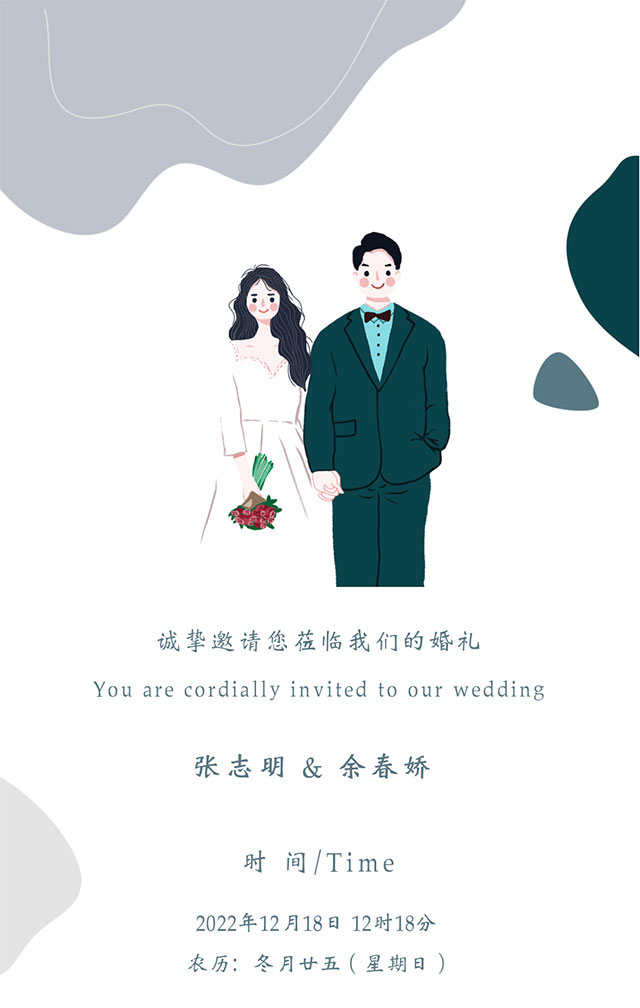 诚挚邀请您莅临我们的婚礼
You are cordially invited to our wedding
张志明 & 余春娇
时 间/Time
2022年12月18日 12时18分
农历：冬月廿五（星期日）